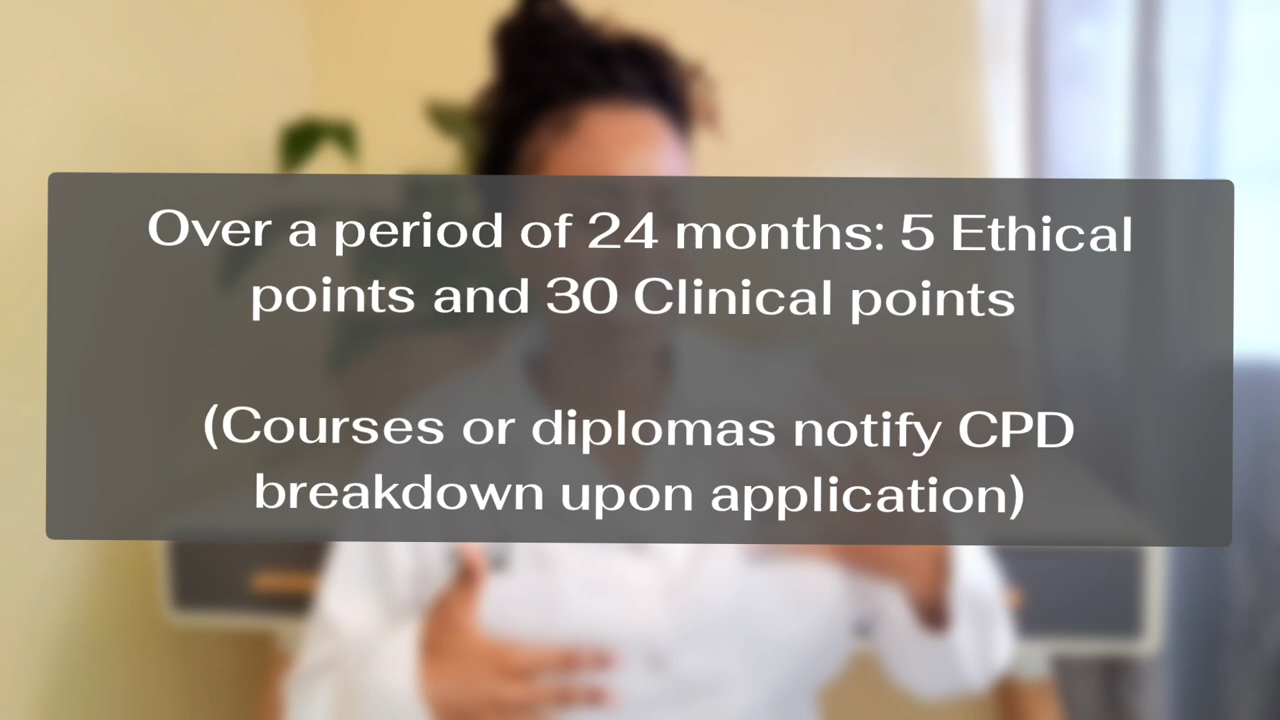 Over a period of 24 months: 5 Ethical
points and 30 Clinical points
(Courses or diplomas notify CPD
breakdown upon application)